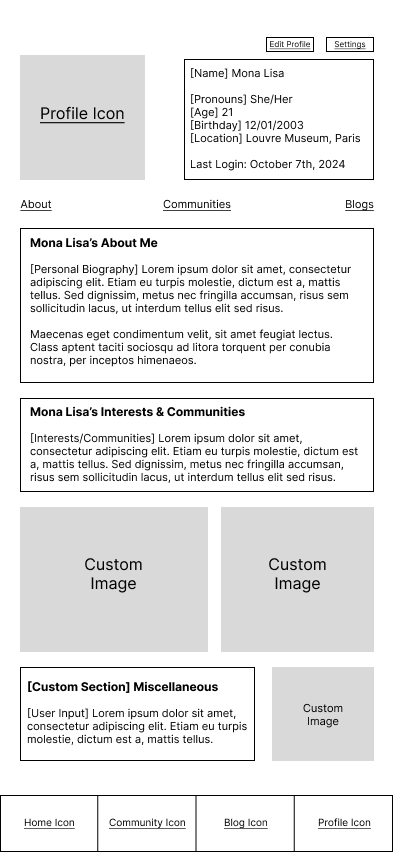 Edit Profile
Settings
Profile Icon
[Name] Mona Lisa
[Pronouns] She/Her
[Age] 21
[Birthday] 12/01/2003
[Location] Louvre Museum, Paris
Last Login: October 7th, 2024
About
Communities
Blogs
Mona Lisa’s About Me
[Personal Biography] Lorem ipsum dolor sit amet, consectetur
adipiscing elit. Etiam eu turpis molestie, dictum est a, mattis
tellus. Sed dignissim, metus nec fringilla accumsan, risus sem
sollicitudin lacus, ut interdum tellus elit sed risus.
Maecenas eget condimentum velit, sit amet feugiat lectus.
Class aptent taciti sociosqu ad litora torquent per conubia
nostra, per inceptos himenaeos.
Mona Lisa’s Interests & Communities
[Interests/Communities] Lorem ipsum dolor sit amet,
consectetur adipiscing elit. Etiam eu turpis molestie, dictum est
a, mattis tellus. Sed dignissim, metus nec fringilla accumsan,
risus sem sollicitudin lacus, ut interdum tellus elit sed risus.
Custom
Image
Custom
Image
[Custom Section] Miscellaneous
[User Input] Lorem ipsum dolor sit amet,
consectetur adipiscing elit. Etiam eu turpis
molestie, dictum est a, mattis tellus.
Custom
Image
Home Icon
Community Icon
Blog Icon
Profile Icon